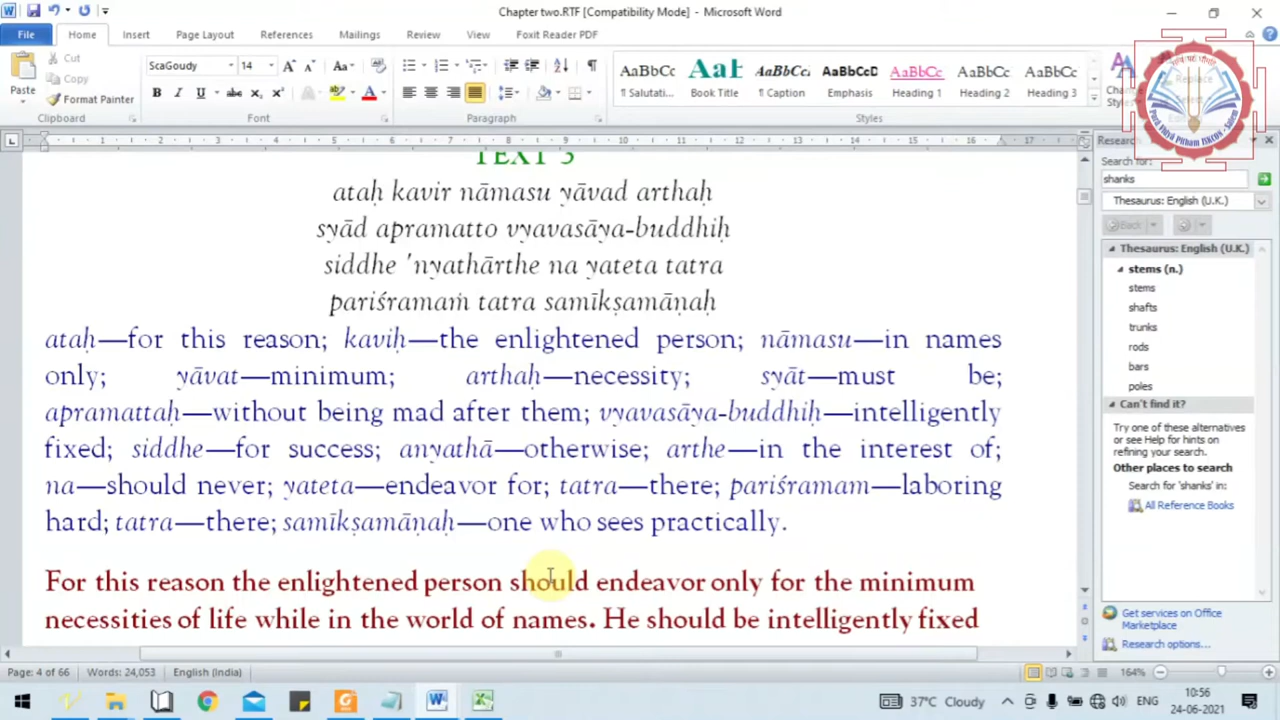 Chapter two.RTF [Compatibility Mode] - Microsoft Word
File Home Insert Page Layout References Mailings Review View Foxit Reader PDF
Cut
Copy
Format Painter
Paste
Clipboard
ScaGoudy 14
Font
Paragraph
AaBbCc AaB AaBbCc AaBbCcD AaBbCc AaBbCc AaBbCc
¶ Salutati... Book Title ¶ Caption Emphasis Heading 1 Heading 2 Heading 3
Styles
Replace
TEXT 3
ataḥ kavir nāmasu yāvad arthaḥ
syād apramatto vyavasāya-buddhiḥ
siddhe 'nyathārthe na yateta tatra
pariśramaṁ tatra samīkṣamāṇaḥ
ataḥ—for this reason; kaviḥ—the enlightened person; nāmasu—in names
only; yāvat—minimum; arthaḥ—necessity; syāt—must be;
apramattaḥ—without being mad after them; vyavasāya-buddhiḥ—intelligently
fixed; siddhe—for success; anyathā—otherwise; arthe—in the interest of;
na—should never; yateta—endeavor for; tatra—there; pariśramam—laboring
hard; tatra—there; samīkṣamāṇaḥ—one who sees practically.
For this reason the enlightened person should endeavor only for the minimum
necessities of life while in the world of names. He should be intelligently fixed
Search for:
shanks
Thesaurus: English (U.K.)
Back
Thesaurus: English (U.K.)
stems (n.)
stems
shafts
trunks
rods
bars
poles
Can't find it?
Try one of these alternatives
or see Help for hints on
refining your search.
Other places to search
Search for 'shanks' in:
All Reference Books
Get services on Office
Marketplace
Research options...
Page: 4 of 66 Words: 24,053 English (India) 164%
37°C Cloudy ENG 10:56
24-06-2021